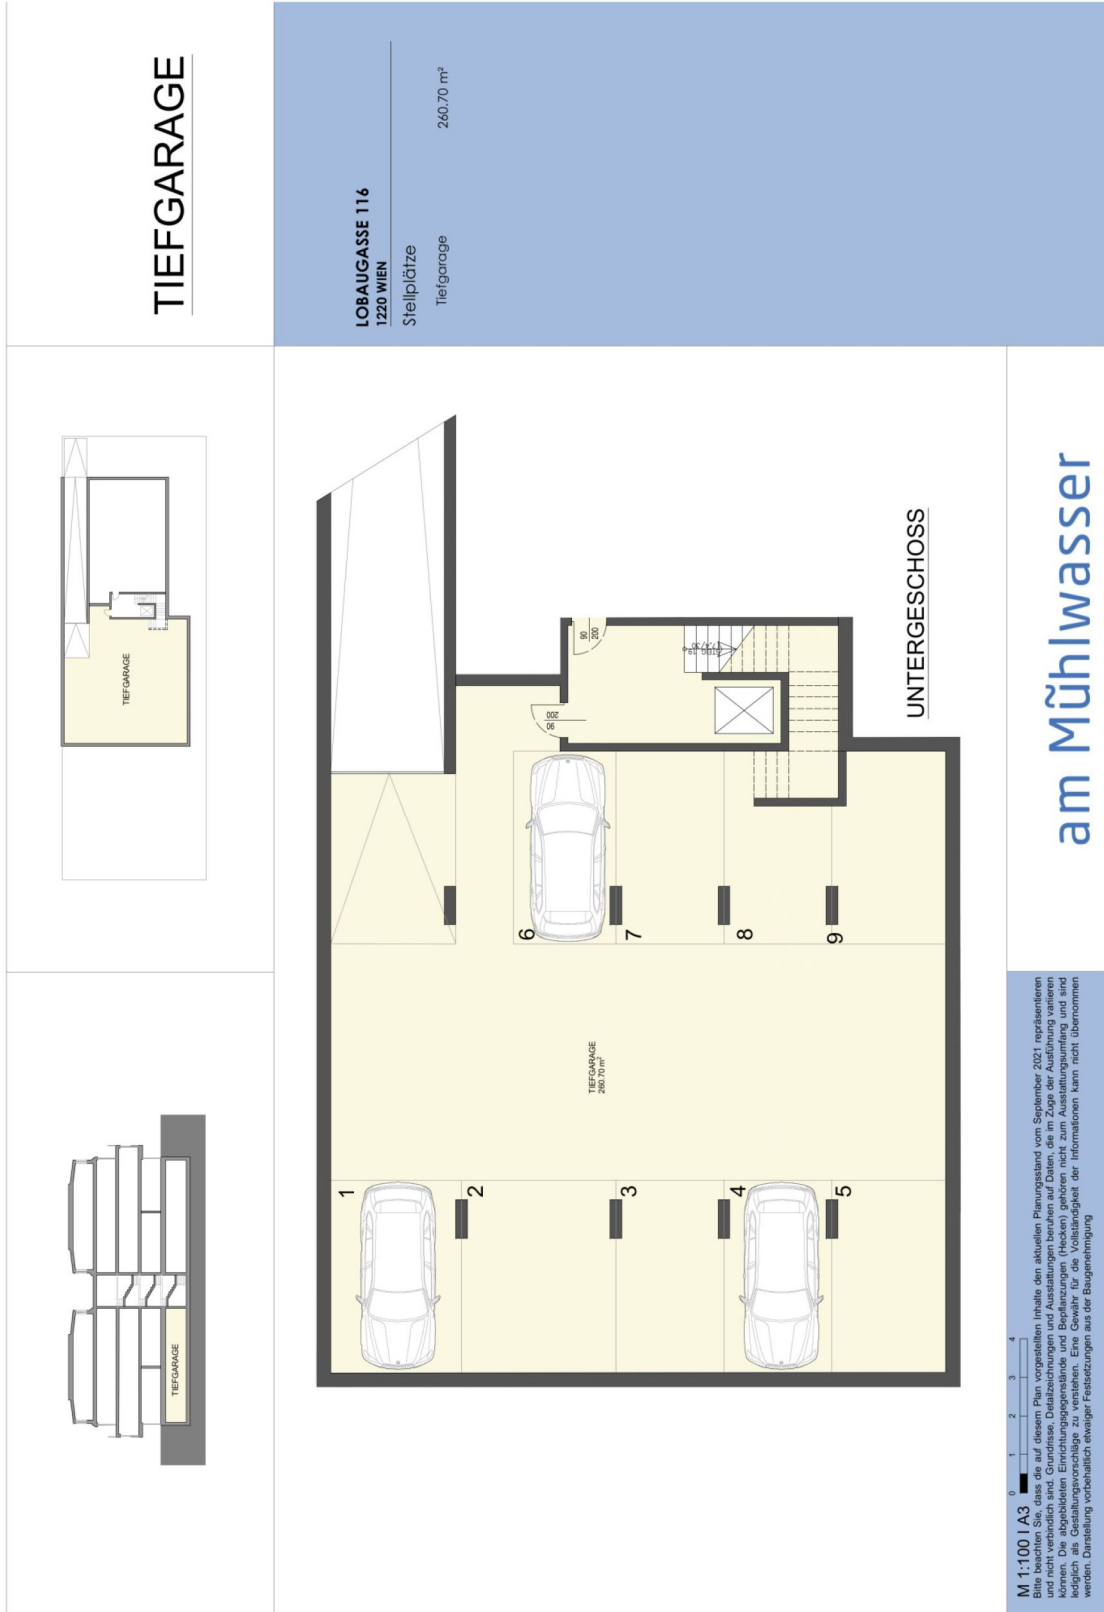 TIEFGARAGE
LOBAUGASSE 116
1220 WIEN
Stellplätze
Tiefgarage 260.70 m²
TIEFGARAGE
TIEFGARAGE
UNTERGESCHOSS
1
2
3
4
5
6
7
8
9
TIEFGARAGE
260.70 m²
90
200
90
200
am Mühlwasser
M 1:100 I A3
0 1 2 3 4
Bitte beachten Sie, dass die auf diesem Plan vorgestellten Inhalte den aktuellen Planungsstand vom September 2021 repräsentieren
und nicht verbindlich sind. Grundrisse, Detailzeichnungen und Ausstattungen beruhen auf Daten, die im Zuge der Ausführung variieren
können. Die abgebildeten Einrichtungsgegenstände und Bepflanzungen (Hecken) gehören nicht zum Ausstattungsumfang und sind
lediglich als Gestaltungsvorschläge zu verstehen. Eine Gewähr für die Vollständigkeit der Informationen kann nicht übernommen
werden. Darstellung vorbehaltlich etwaiger Festsetzungen aus der Baugenehmigung